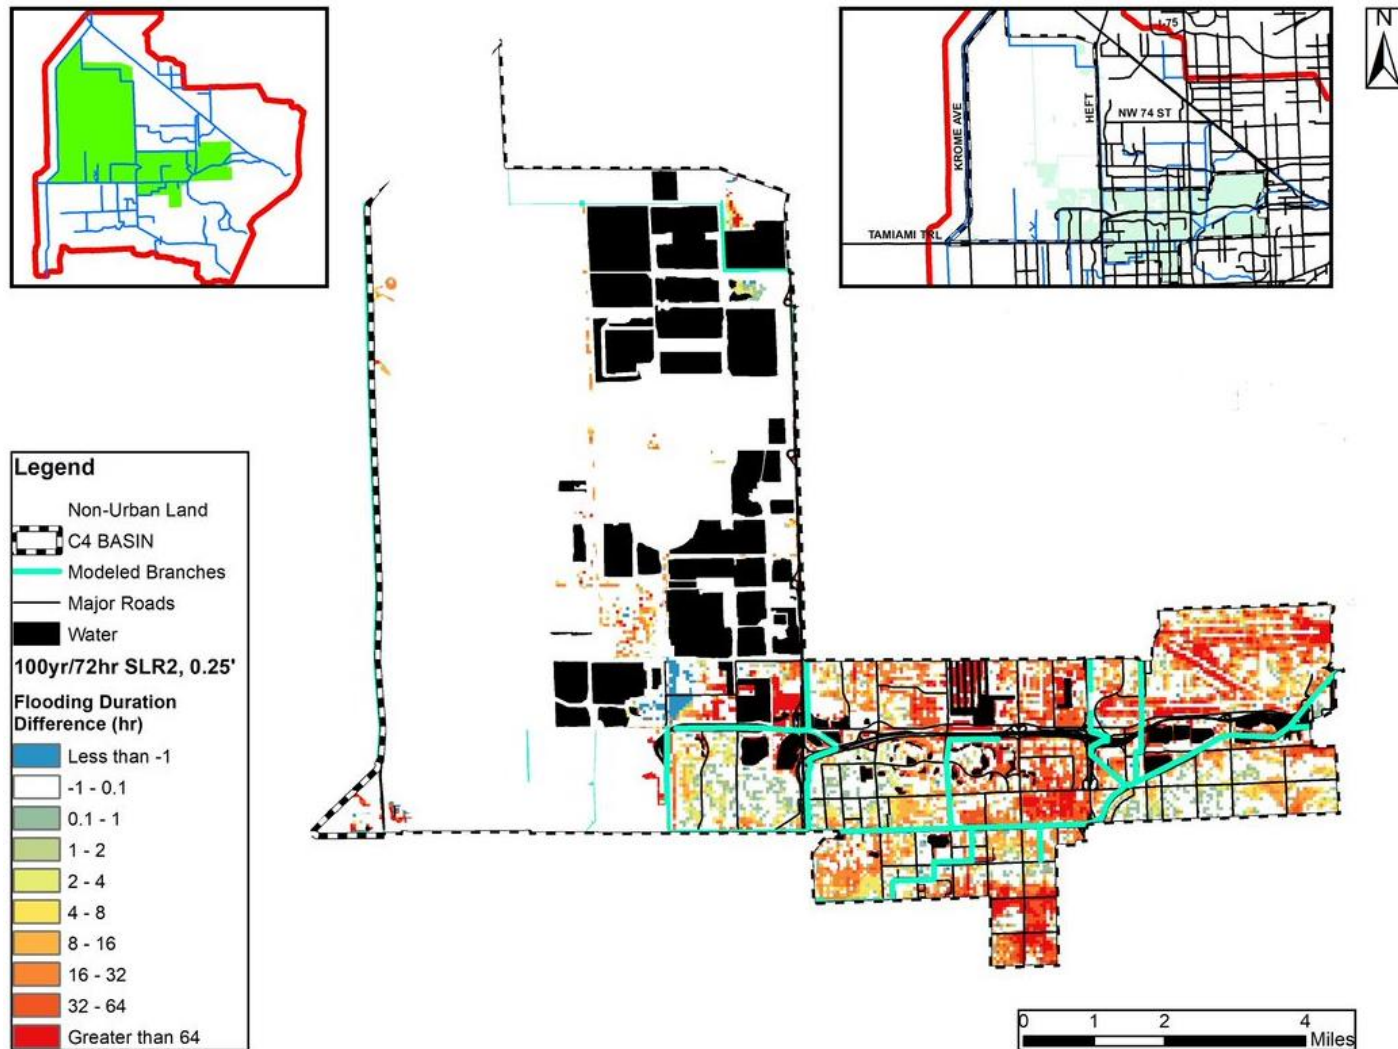 I-75
N
KROME AVE
HEFT
NW 74 ST
TAMIAMI TRL
Legend
Non-Urban Land
C4 BASIN
Modeled Branches
Major Roads
Water
100yr/72hr SLR2, 0.25'
Flooding Duration
Difference (hr)
Less than -1
-1 - 0.1
0.1 - 1
1 - 2
2 - 4
4 - 8
8 - 16
16 - 32
32 - 64
Greater than 64
0 1 2 4
Miles